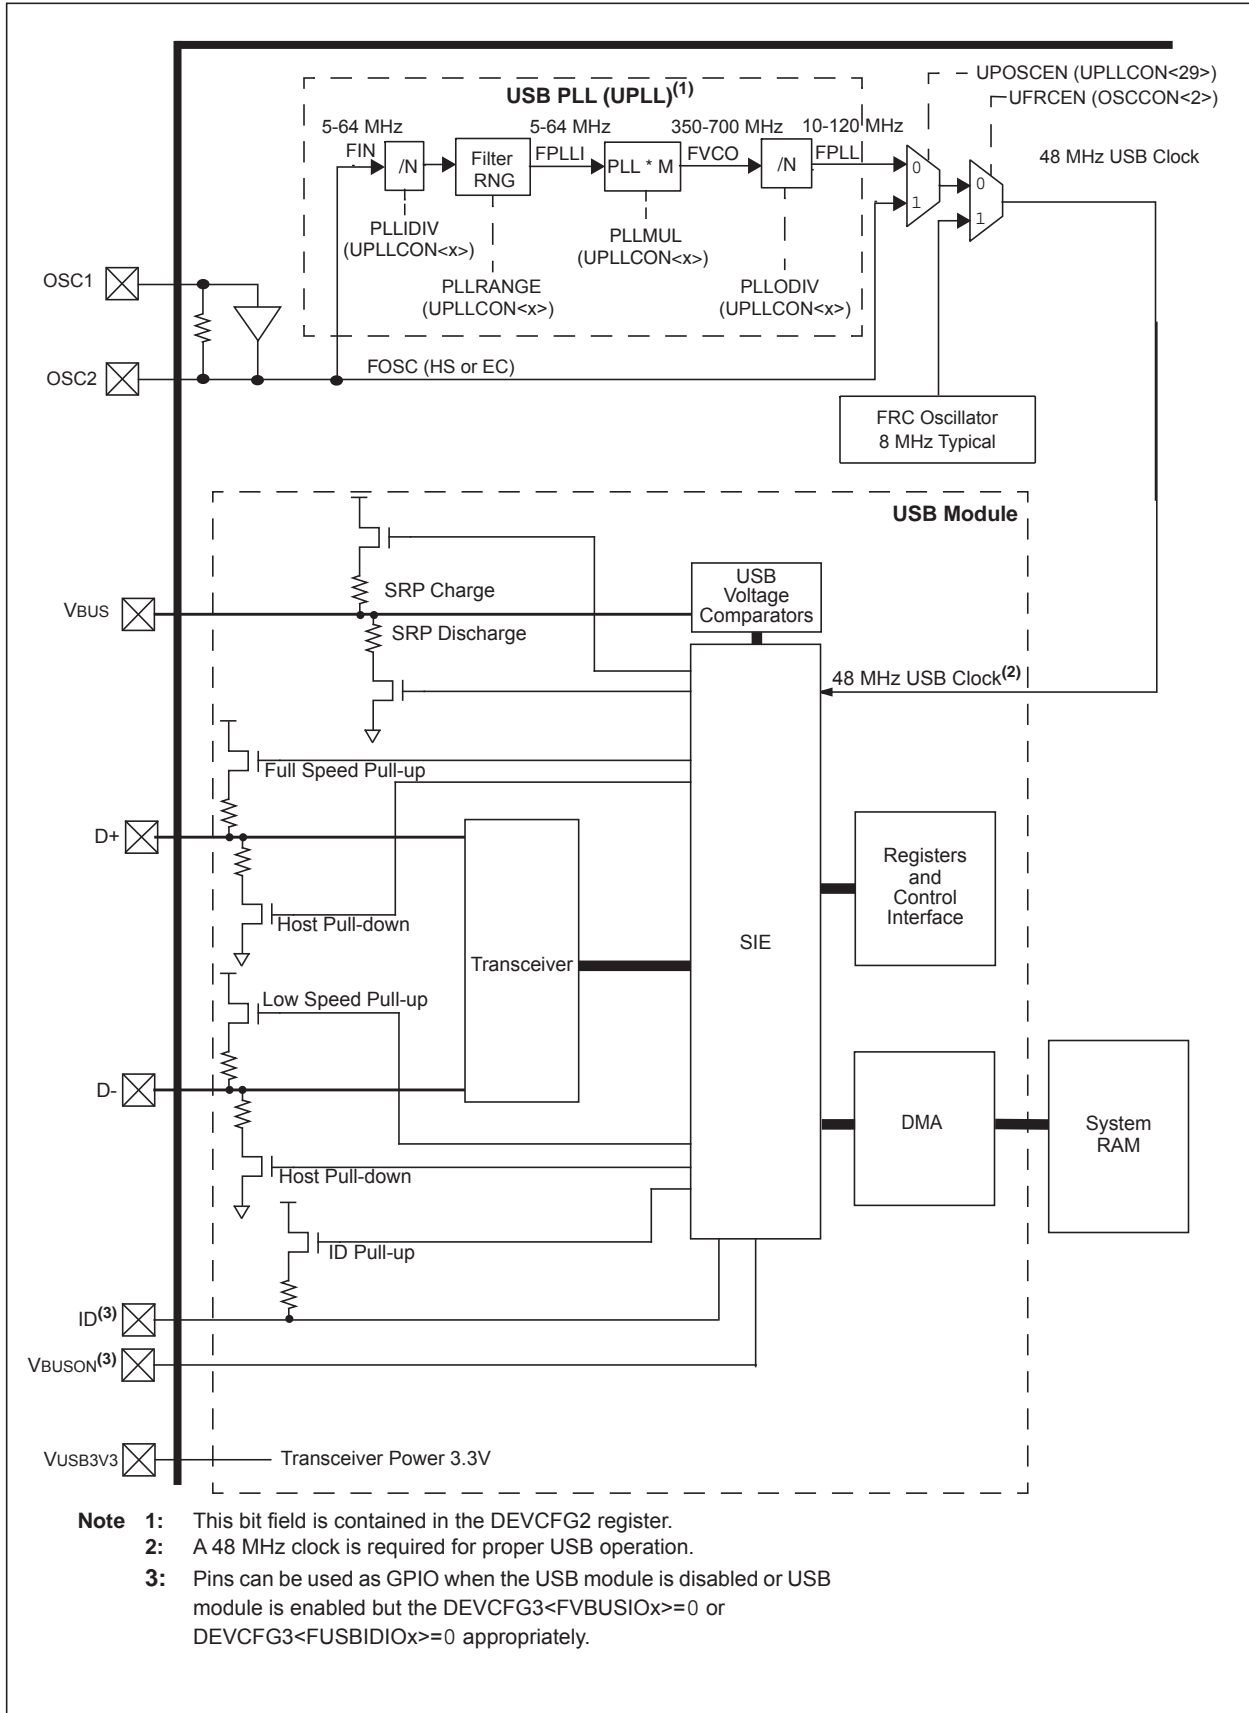 UPOSCEN (UPLLCON<29>)
UFRCEN (OSCCON<2>)
USB PLL (UPLL)(1)
5-64 MHz
5-64 MHz
350-700 MHz
10-120 MHz
FIN
FPLLI
FVCO
FPLL
48 MHz USB Clock
/N
Filter
RNG
PLL * M
/N
0
1
0
1
PLLIDIV
(UPLLCON<x>)
PLLMUL
(UPLLCON<x>)
PLLRANGE
(UPLLCON<x>)
PLLODIV
(UPLLCON<x>)
OSC1
OSC2
FOSC (HS or EC)
FRC Oscillator
8 MHz Typical
USB Module
USB
Voltage
Comparators
SRP Charge
VBUS
SRP Discharge
48 MHz USB Clock(2)
Full Speed Pull-up
D+
Registers
and
Control
Interface
Host Pull-down
SIE
Transceiver
Low Speed Pull-up
D-
DMA
System
RAM
Host Pull-down
ID Pull-up
ID(3)
VBUSON(3)
VUSB3V3
Transceiver Power 3.3V
Note 1: This bit field is contained in the DEVCFG2 register.
2: A 48 MHz clock is required for proper USB operation.
3: Pins can be used as GPIO when the USB module is disabled or USB
module is enabled but the DEVCFG3<FVBUSIOx>=0 or
DEVCFG3<FUSBIDIOx>=0 appropriately.